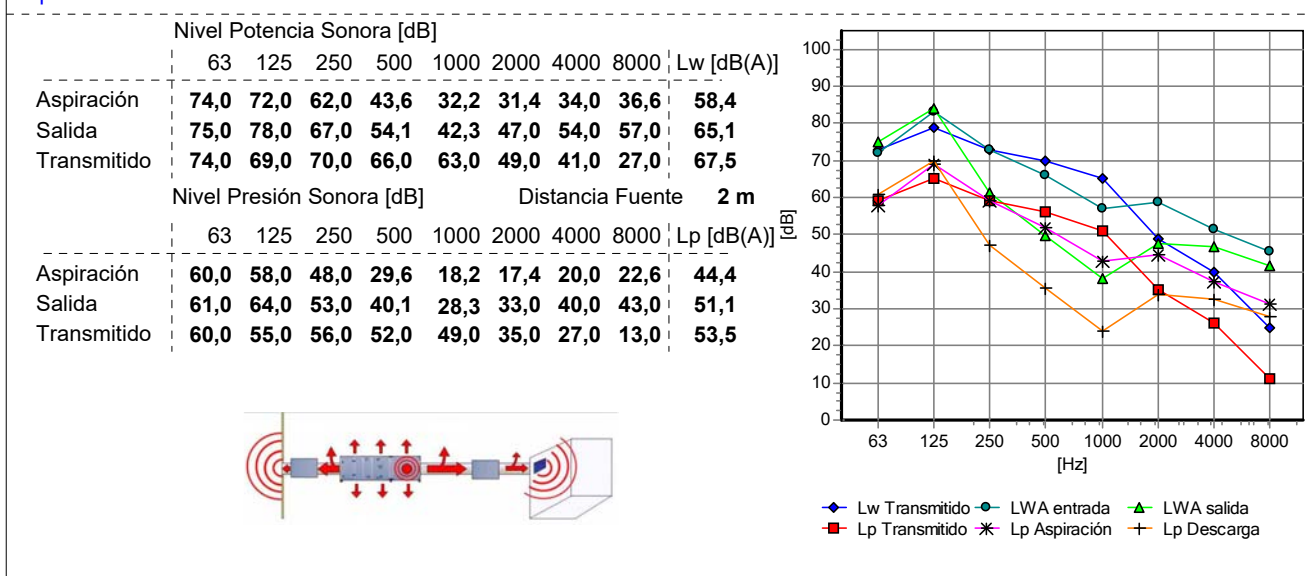 Nivel Potencia Sonora [dB]
63 125 250 500 1000 2000 4000 8000 Lw [dB(A)]
Aspiración 74,0 72,0 62,0 43,6 32,2 31,4 34,0 36,6 58,4
Salida 75,0 78,0 67,0 54,1 42,3 47,0 54,0 57,0 65,1
Transmitido 74,0 69,0 70,0 66,0 63,0 49,0 41,0 27,0 67,5
Nivel Presión Sonora [dB] Distancia Fuente 2 m
63 125 250 500 1000 2000 4000 8000 Lp [dB(A)]
Aspiración 60,0 58,0 48,0 29,6 18,2 17,4 20,0 22,6 44,4
Salida 61,0 64,0 53,0 40,1 28,3 33,0 40,0 43,0 51,1
Transmitido 60,0 55,0 56,0 52,0 49,0 35,0 27,0 13,0 53,5
100
90
80
70
60
50
40
30
20
10
0
[dB]
63 125 250 500 1000 2000 4000 8000
[Hz]
Lw Transmitido LWA entrada LWA salida
Lp Transmitido Lp Aspiración Lp Descarga